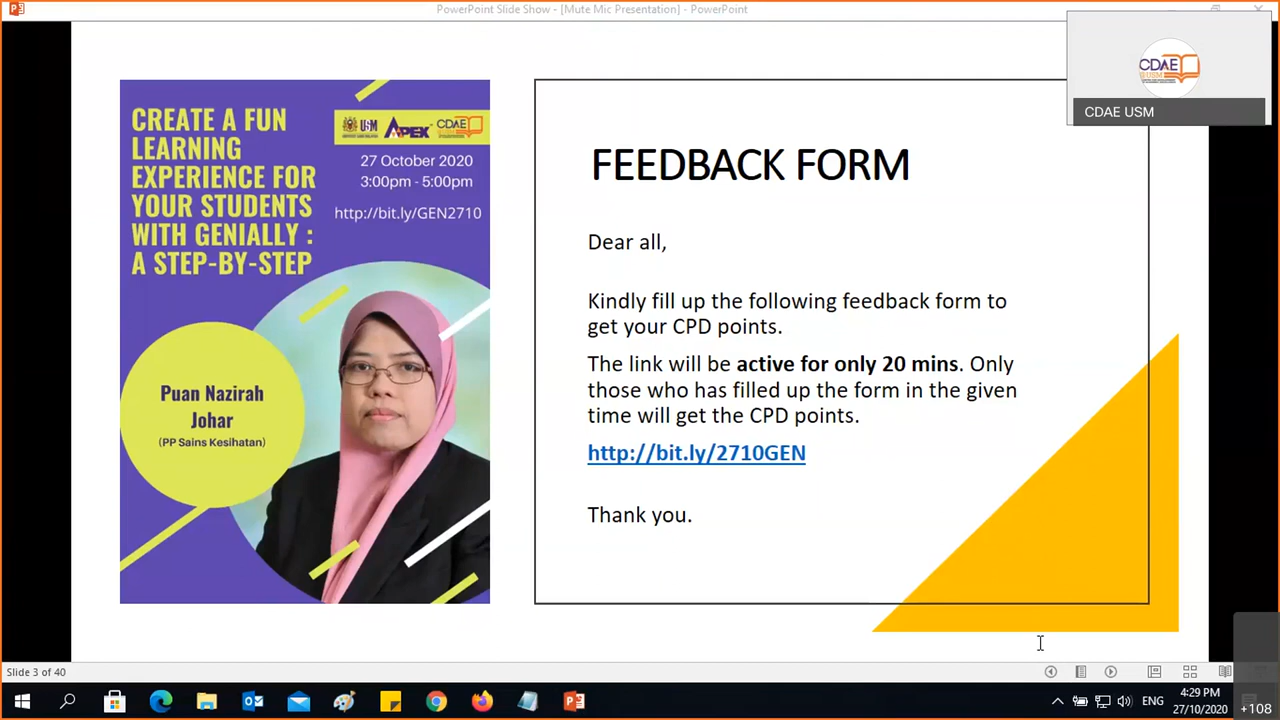 PowerPoint Slide Show - [Mute Mic Presentation] - PowerPoint
CDAE
USM
CDAE USM
CREATE A FUN
LEARNING
EXPERIENCE FOR
YOUR STUDENTS
WITH GENIALLY :
A STEP-BY-STEP
USM APEX CDAE
27 October 2020
3:00pm - 5:00pm
http://bit.ly/GEN2710
Puan Nazirah
Johar
(PP Sains Kesihatan)
FEEDBACK FORM
Dear all,
Kindly fill up the following feedback form to
get your CPD points.
The link will be active for only 20 mins. Only
those who has filled up the form in the given
time will get the CPD points.
http://bit.ly/2710GEN
Thank you.
Slide 3 of 40
ENG
4:29 PM
27/10/2020
+108